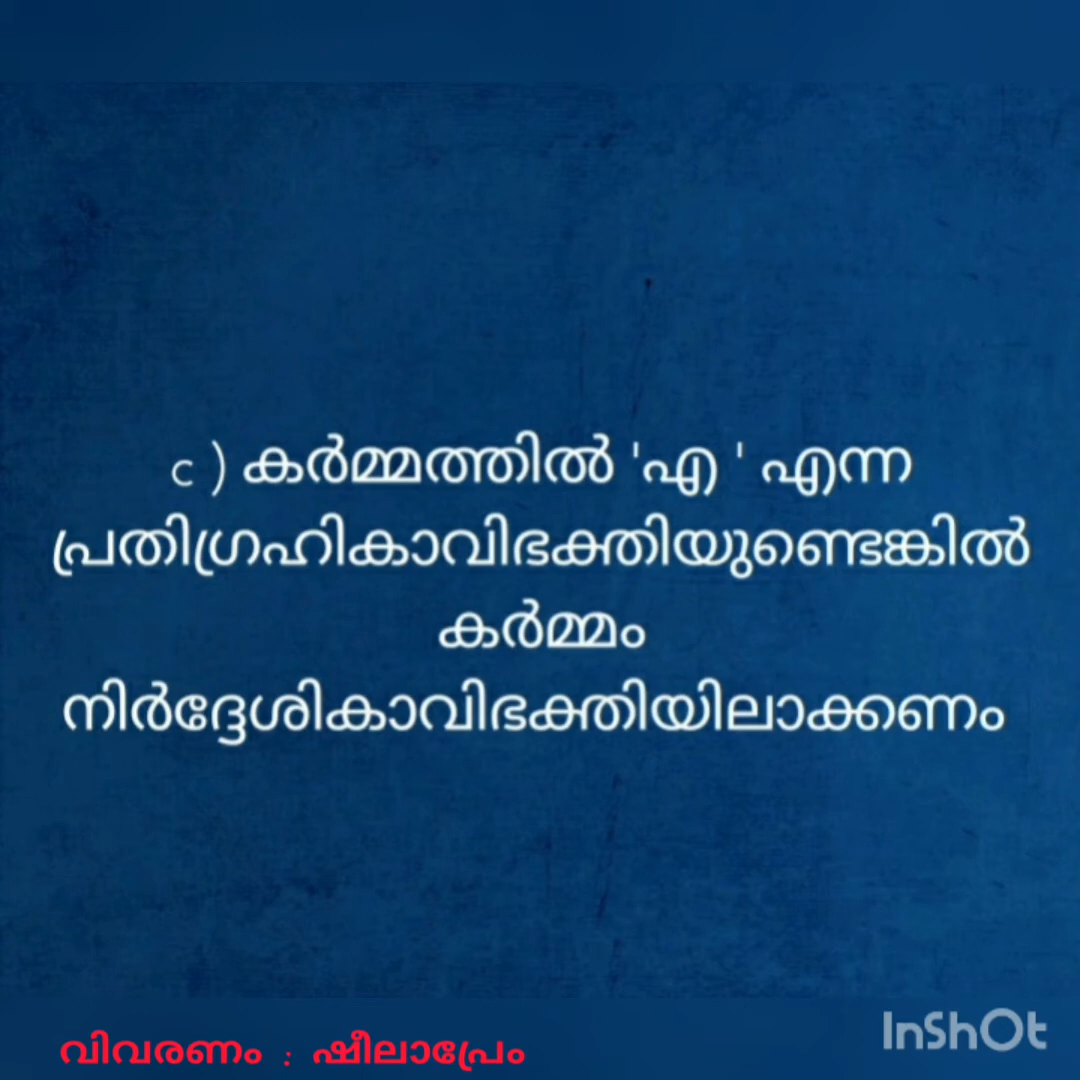 c ) കർമ്മത്തിൽ 'എ ' എന്ന
പ്രതിഗ്രഹികാവിഭക്തിയുണ്ടെങ്കിൽ
കർമ്മം
നിർദ്ദേശികാവിഭക്തിയിലാക്കണം
വിവരണം : ഷീലാപ്രേം
InShOt